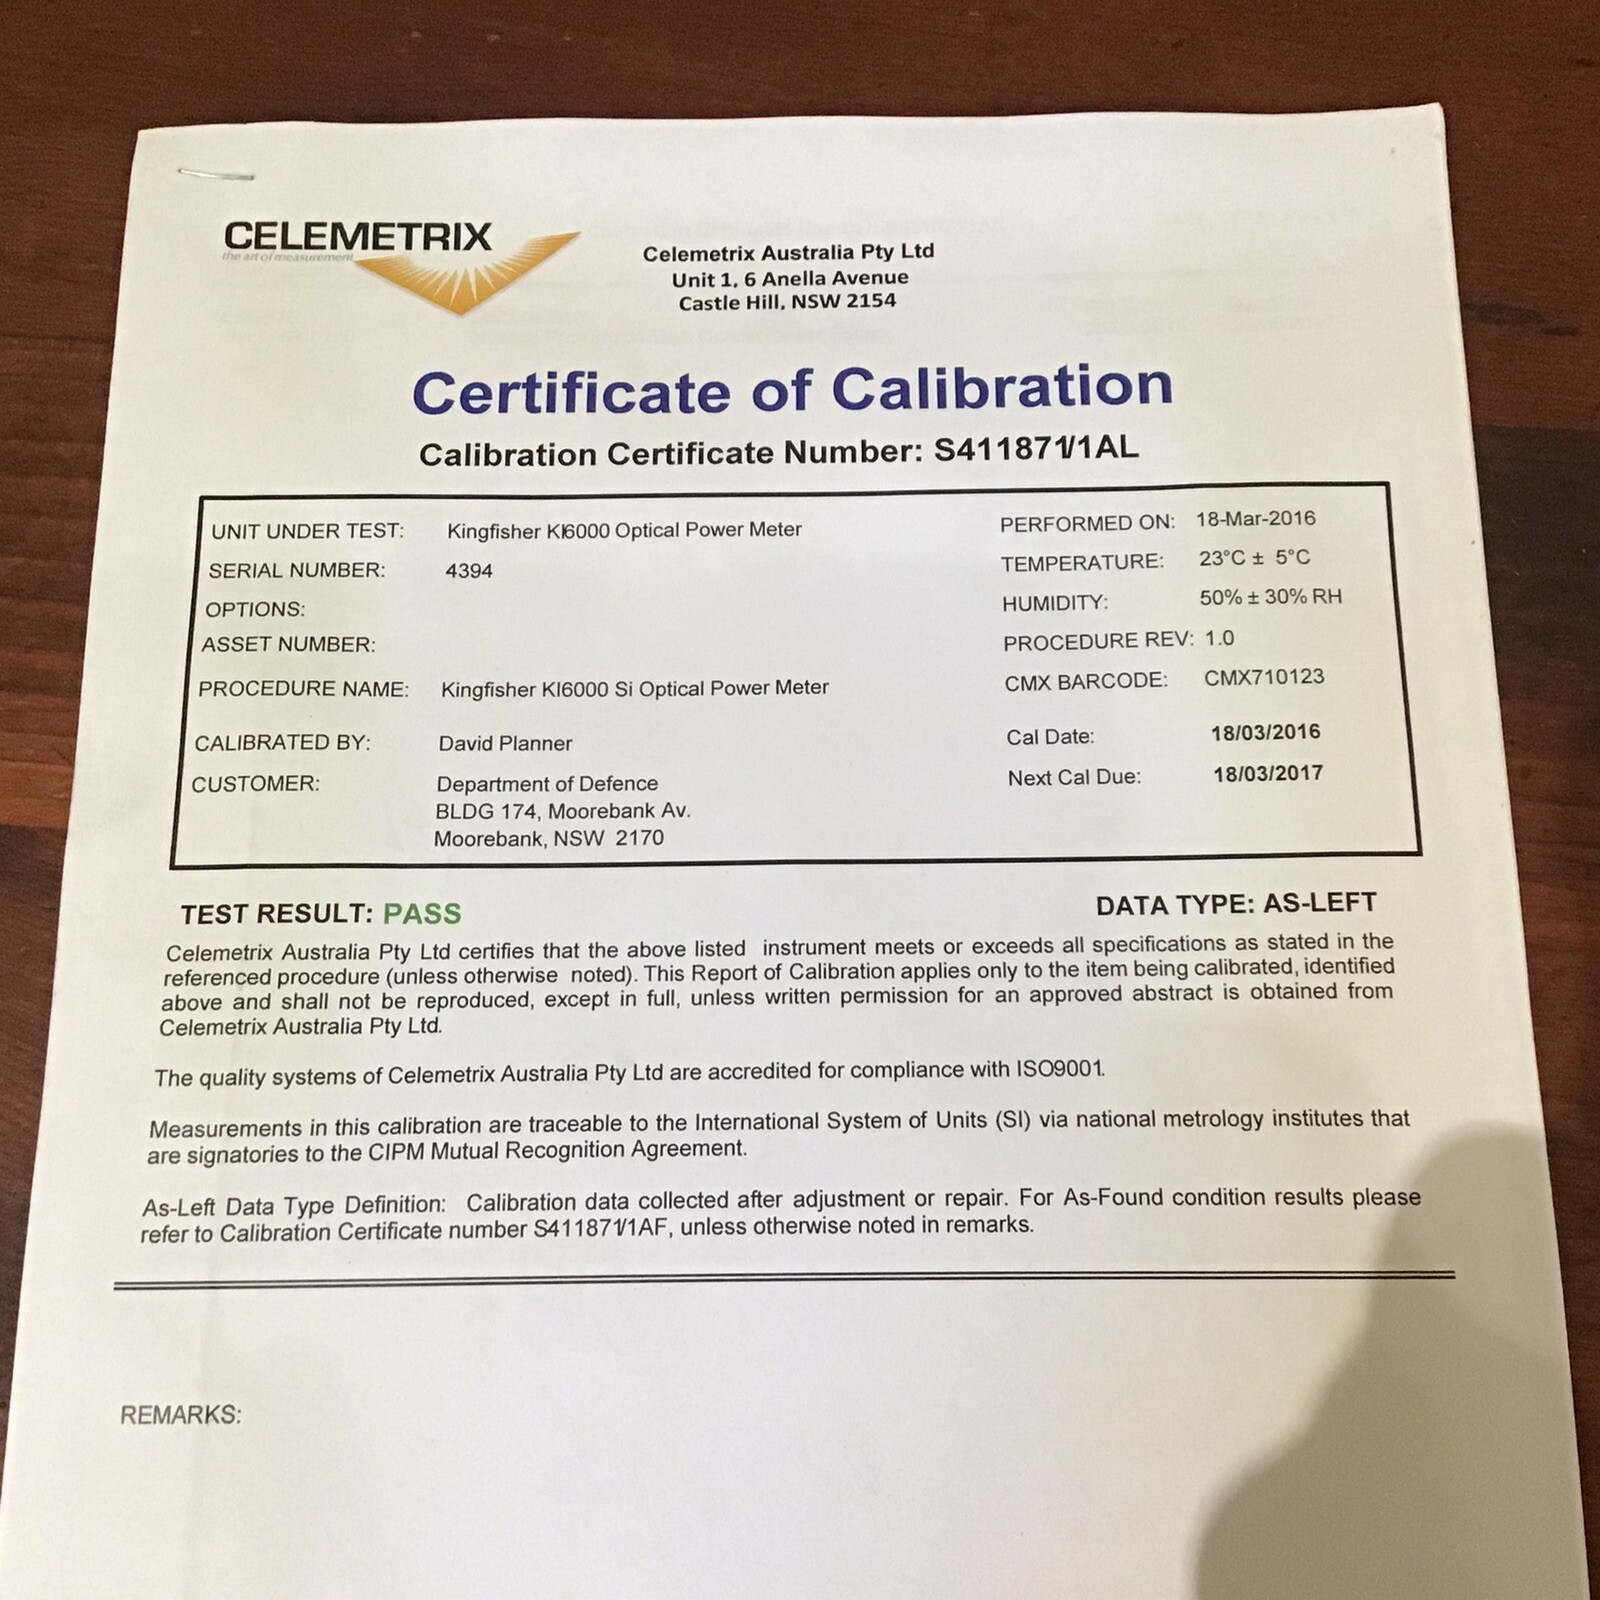 CELEMETRIX
the art of measurement
Celemetrix Australia Pty Ltd
Unit 1, 6 Anella Avenue
Castle Hill, NSW 2154
Certificate of Calibration
Calibration Certificate Number: S411871/1AL
UNIT UNDER TEST: Kingfisher KI6000 Optical Power Meter
SERIAL NUMBER: 4394
OPTIONS:
ASSET NUMBER:
PROCEDURE NAME: Kingfisher KI6000 Si Optical Power Meter
CALIBRATED BY: David Planner
CUSTOMER: Department of Defence
BLDG 174, Moorebank Av.
Moorebank, NSW 2170
PERFORMED ON: 18-Mar-2016
TEMPERATURE: 23°C ± 5°C
HUMIDITY: 50% ± 30% RH
PROCEDURE REV: 1.0
CMX BARCODE: CMX710123
Cal Date: 18/03/2016
Next Cal Due: 18/03/2017
TEST RESULT: PASS
DATA TYPE: AS-LEFT
Celemetrix Australia Pty Ltd certifies that the above listed instrument meets or exceeds all specifications as stated in the
referenced procedure (unless otherwise noted). This Report of Calibration applies only to the item being calibrated, identified
above and shall not be reproduced, except in full, unless written permission for an approved abstract is obtained from
Celemetrix Australia Pty Ltd.
The quality systems of Celemetrix Australia Pty Ltd are accredited for compliance with ISO9001.
Measurements in this calibration are traceable to the International System of Units (SI) via national metrology institutes that
are signatories to the CIPM Mutual Recognition Agreement.
As-Left Data Type Definition: Calibration data collected after adjustment or repair. For As-Found condition results please
refer to Calibration Certificate number S411871/1AF, unless otherwise noted in remarks.
REMARKS: